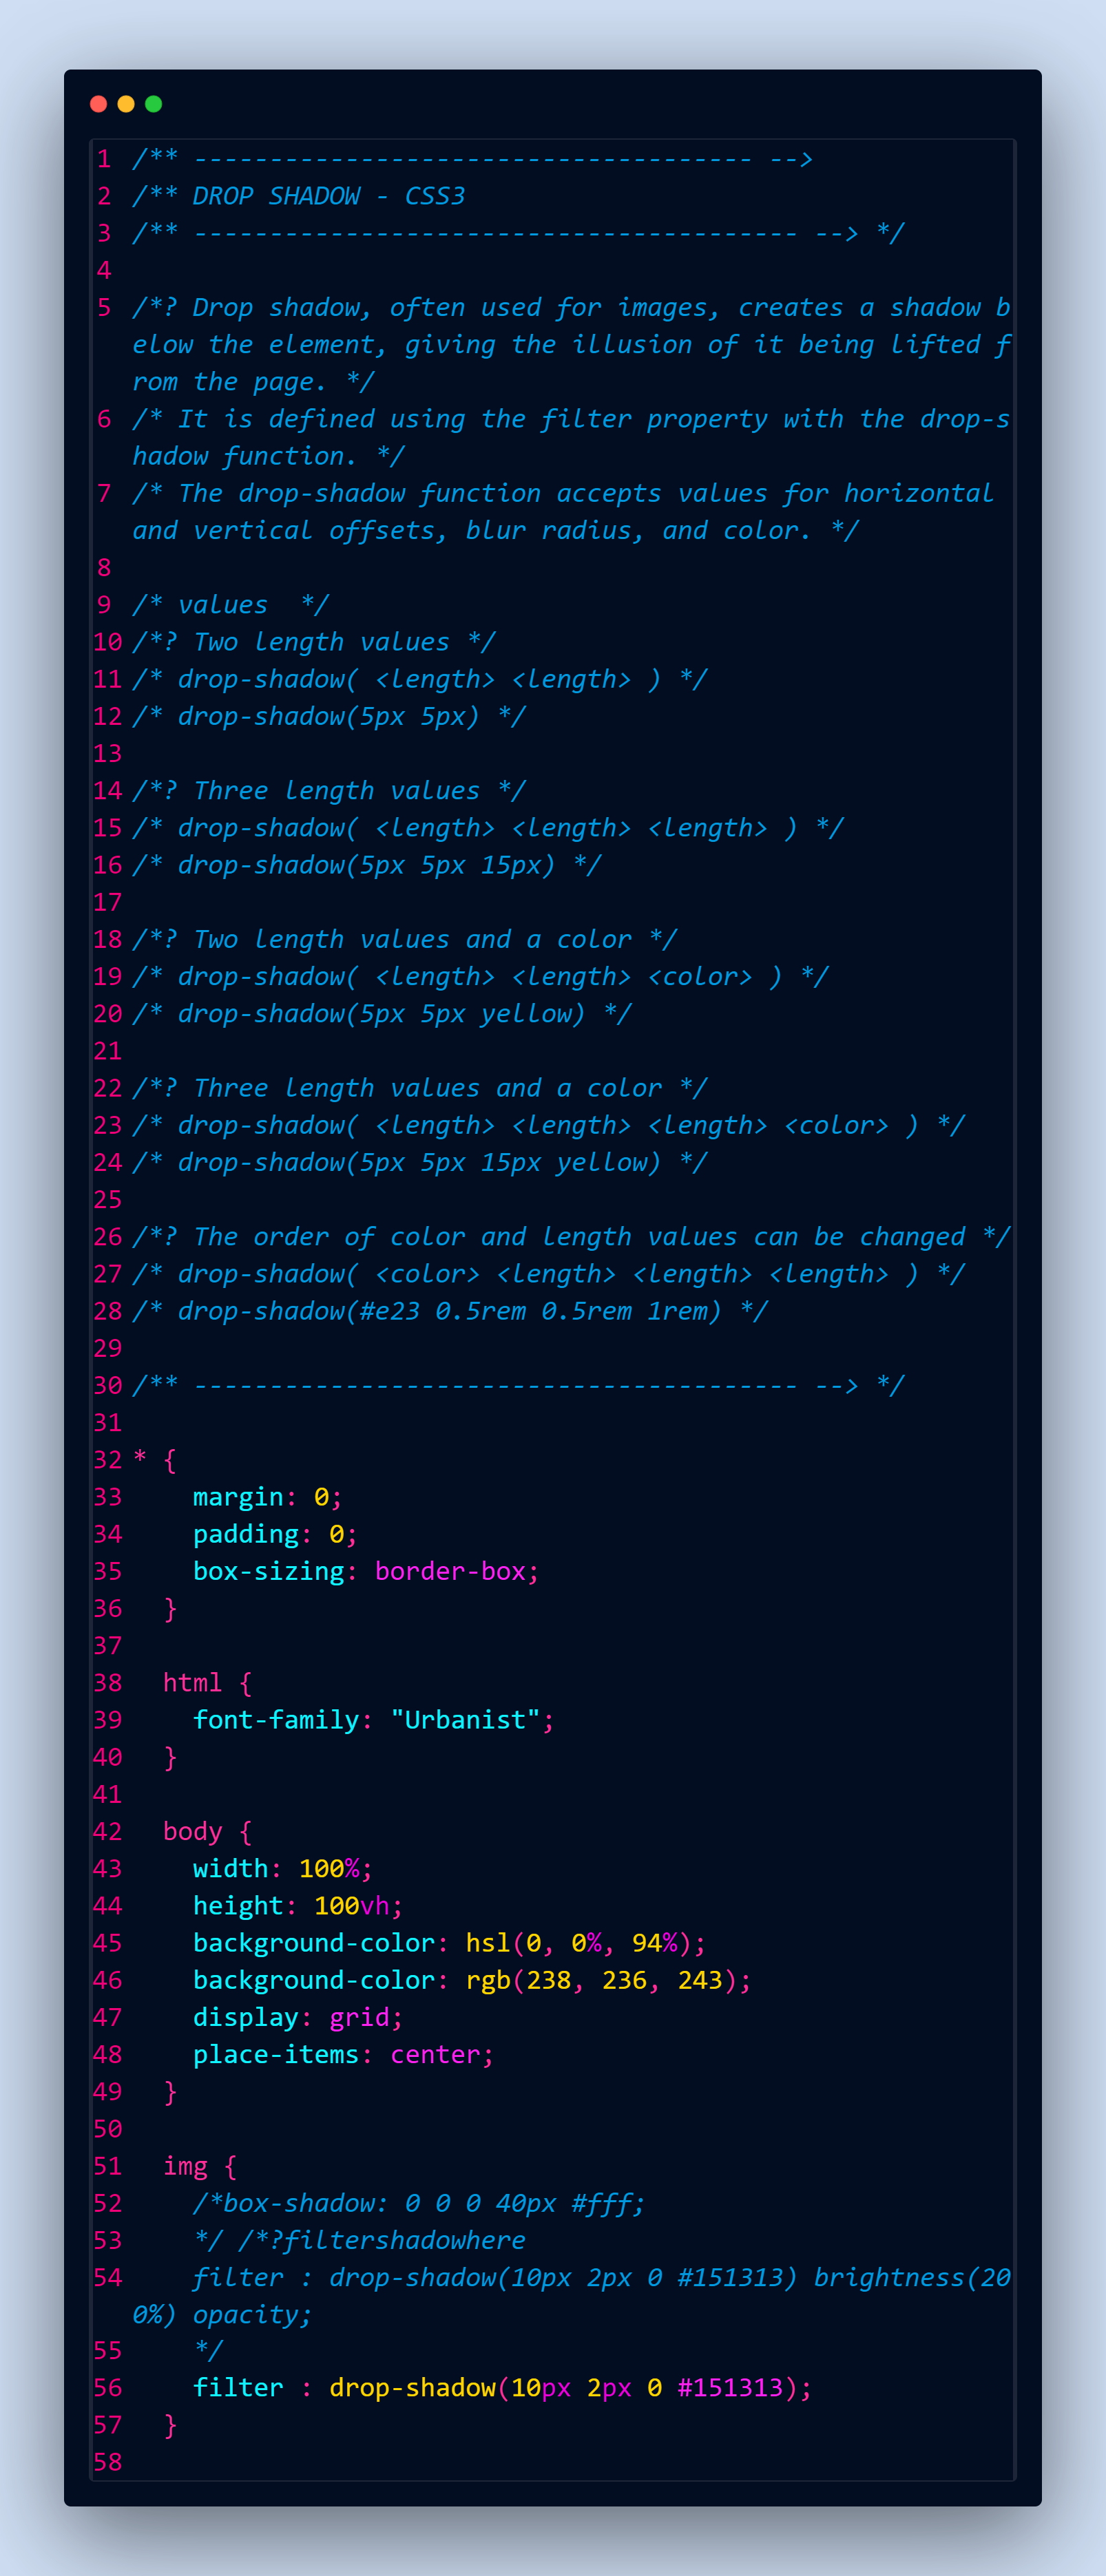 1 /** ------------------------------------- -->
2 /** DROP SHADOW - CSS3
3 /** ---------------------------------------- --> */
4
5 /*? Drop shadow, often used for images, creates a shadow b
elow the element, giving the illusion of it being lifted f
rom the page. */
6 /* It is defined using the filter property with the drop-s
hadow function. */
7 /* The drop-shadow function accepts values for horizontal
and vertical offsets, blur radius, and color. */
8
9 /* values  */
10 /*? Two length values */
11 /* drop-shadow( <length> <length> ) */
12 /* drop-shadow(5px 5px) */
13
14 /*? Three length values */
15 /* drop-shadow( <length> <length> <length> ) */
16 /* drop-shadow(5px 5px 15px) */
17
18 /*? Two length values and a color */
19 /* drop-shadow( <length> <length> <color> ) */
20 /* drop-shadow(5px 5px yellow) */
21
22 /*? Three length values and a color */
23 /* drop-shadow( <length> <length> <length> <color> ) */
24 /* drop-shadow(5px 5px 15px yellow) */
25
26 /*? The order of color and length values can be changed */
27 /* drop-shadow( <color> <length> <length> <length> ) */
28 /* drop-shadow(#e23 0.5rem 0.5rem 1rem) */
29
30 /** ---------------------------------------- --> */
31
32 * {
33     margin: 0;
34     padding: 0;
35     box-sizing: border-box;
36   }
37
38   html {
39     font-family: "Urbanist";
40   }
41
42   body {
43     width: 100%;
44     height: 100vh;
45     background-color: hsl(0, 0%, 94%);
46     background-color: rgb(238, 236, 243);
47     display: grid;
48     place-items: center;
49   }
50
51   img {
52     /*box-shadow: 0 0 0 40px #fff;
53     */ /*?filtershadowhere
54     filter : drop-shadow(10px 2px 0 #151313) brightness(20
0%) opacity;
55     */
56     filter : drop-shadow(10px 2px 0 #151313);
57   }
58